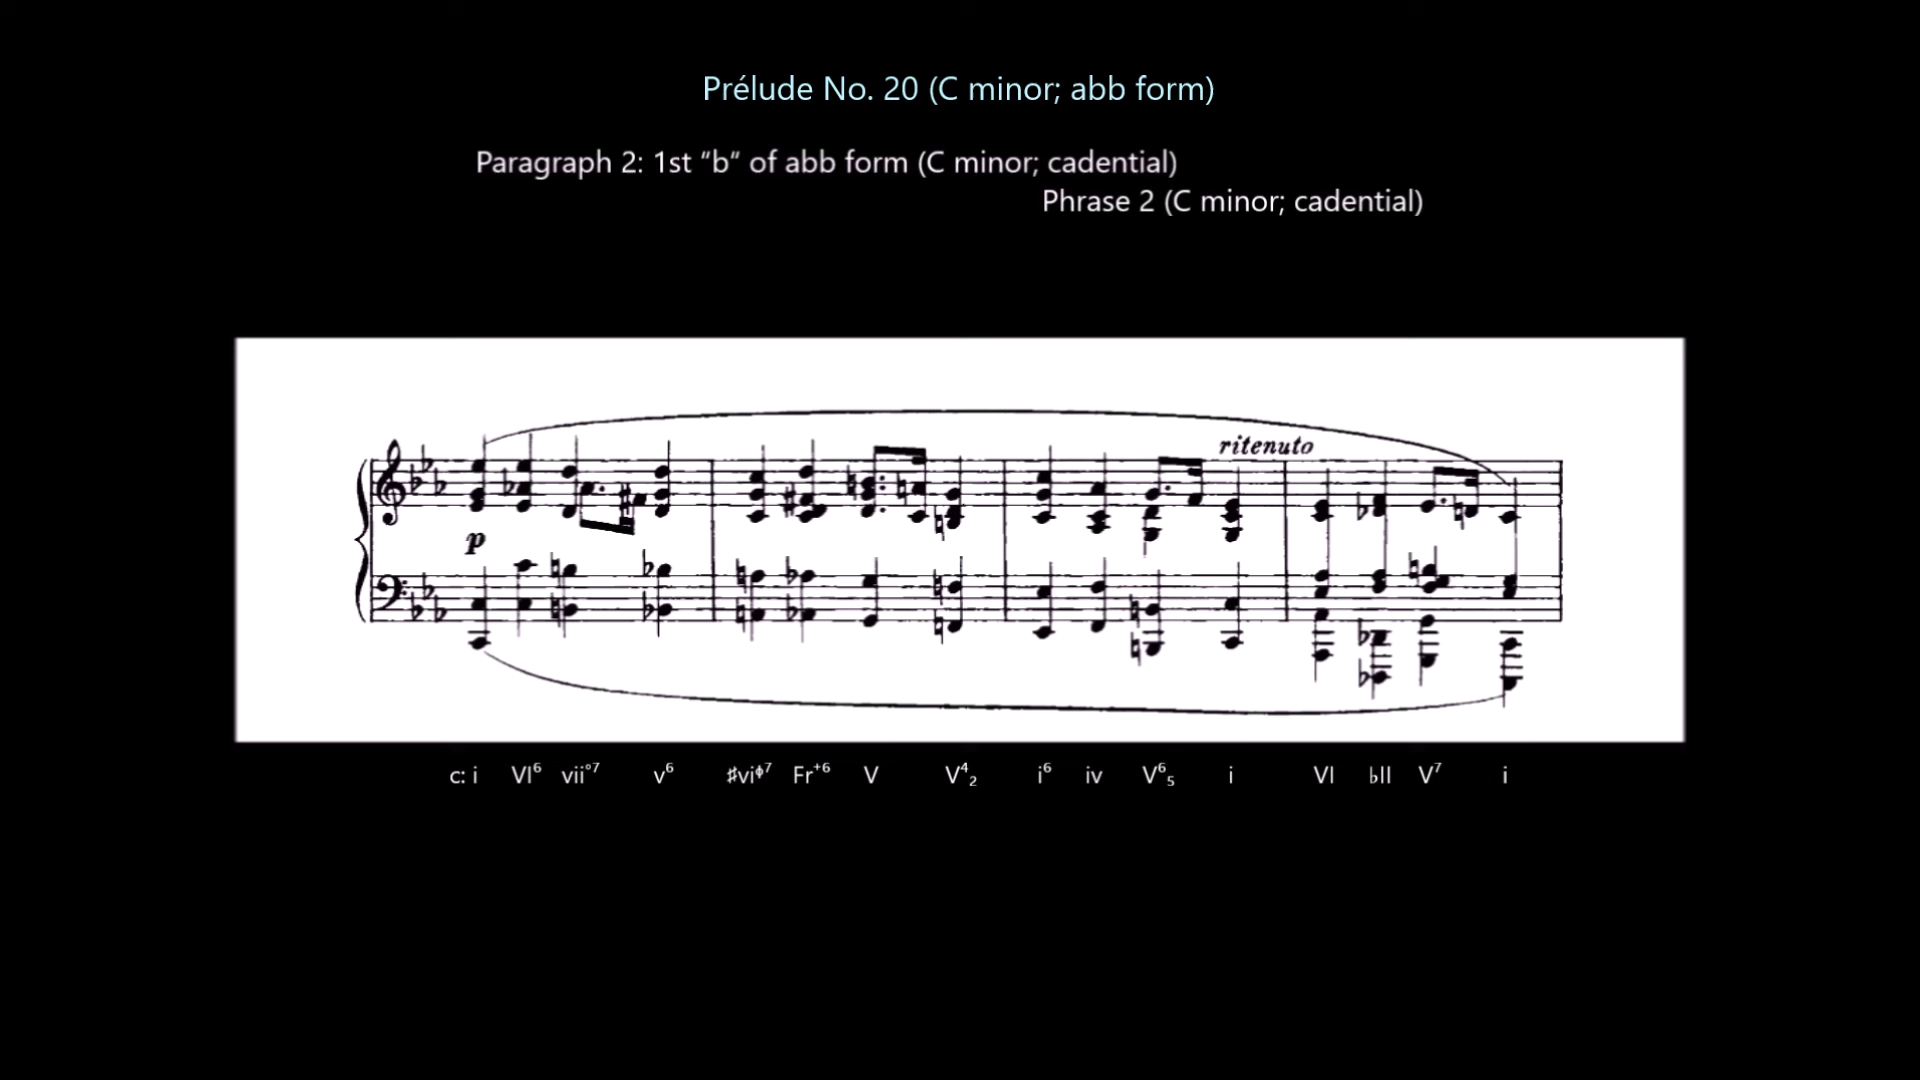 Prélude No. 20 (C minor; abb form)
Paragraph 2: 1st “b“ of abb form (C minor; cadential)
Phrase 2 (C minor; cadential)
ritenuto
p
c: i VI⁶ vii°⁷ v⁶ ♯viø⁷ Fr⁺⁶ V V⁴₂ i⁶ iv V⁶₅ i VI ♭II V⁷ i